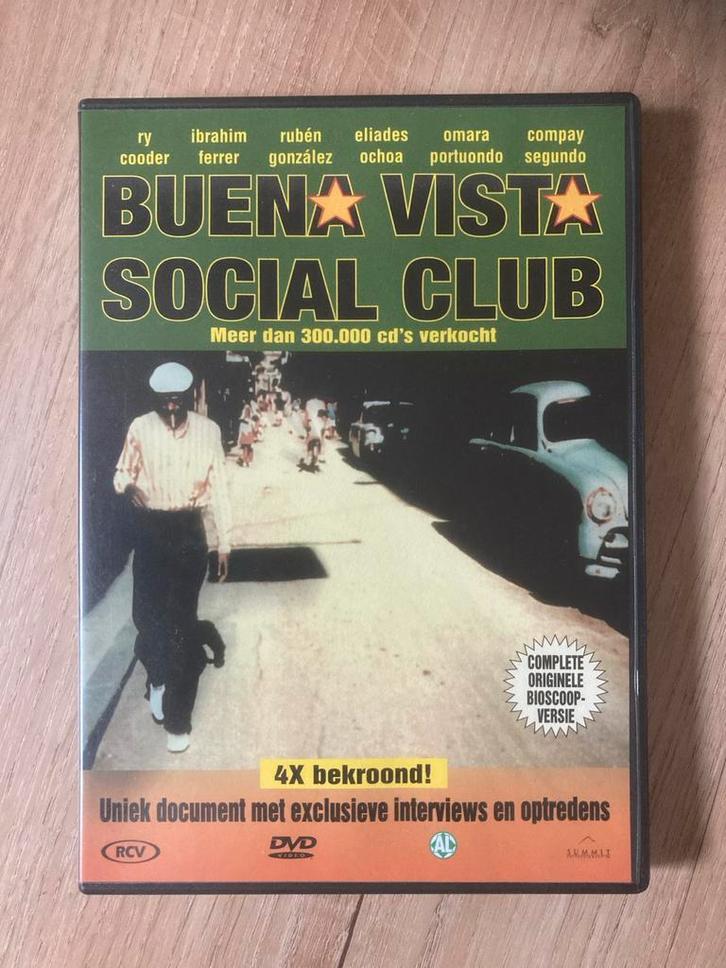 ry ibrahim rubén eliades omara compay
cooder ferrer gonzález ochoa portuondo segundo
BUENA VISTA
SOCIAL CLUB
Meer dan 300.000 cd's verkocht
COMPLETE
ORIGINELE
BIOSCOOP-
VERSIE
4X bekroond!
Uniek document met exclusieve interviews en optredens
RCV
DVD
VIDEO
AL
SUMMIT